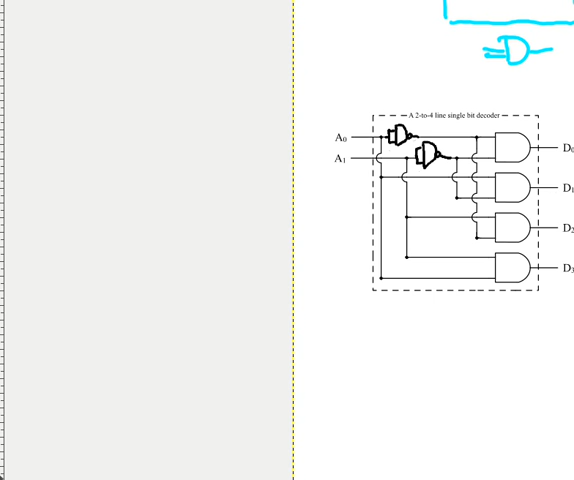 A 2-to-4 line single bit decoder
A₀
A₁
D₀
D₁
D₂
D₃